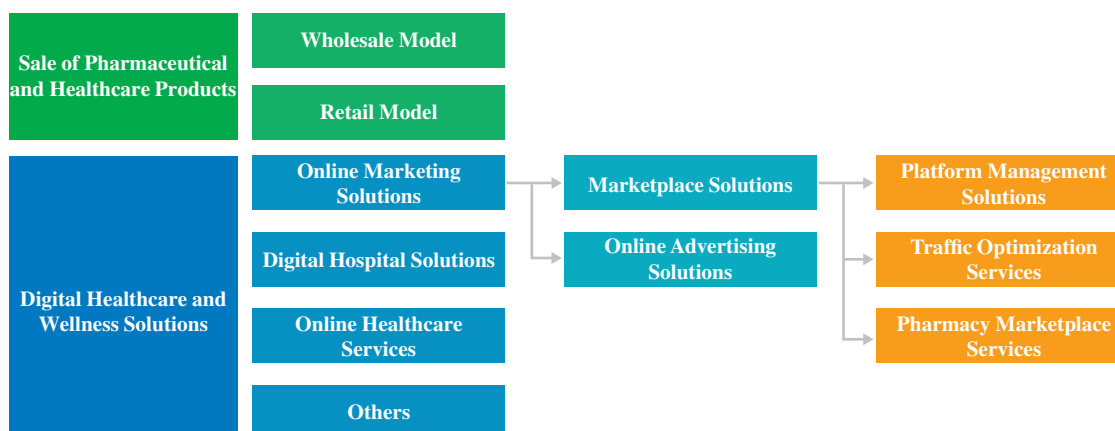 Sale of Pharmaceutical
and Healthcare Products
Wholesale Model
Retail Model
Digital Healthcare and
Wellness Solutions
Online Marketing
Solutions
Digital Hospital Solutions
Online Healthcare
Services
Others
Marketplace Solutions
Online Advertising
Solutions
Platform Management
Solutions
Traffic Optimization
Services
Pharmacy Marketplace
Services